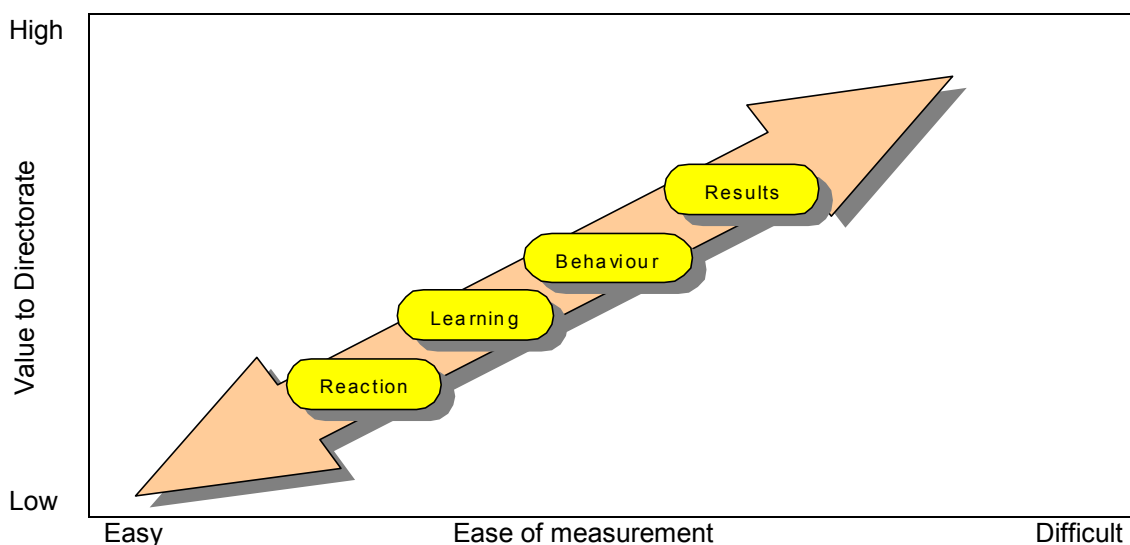 High
Value to Directorate
Results
Behaviour
Learning
Reaction
Low
Easy
Ease of measurement
Difficult